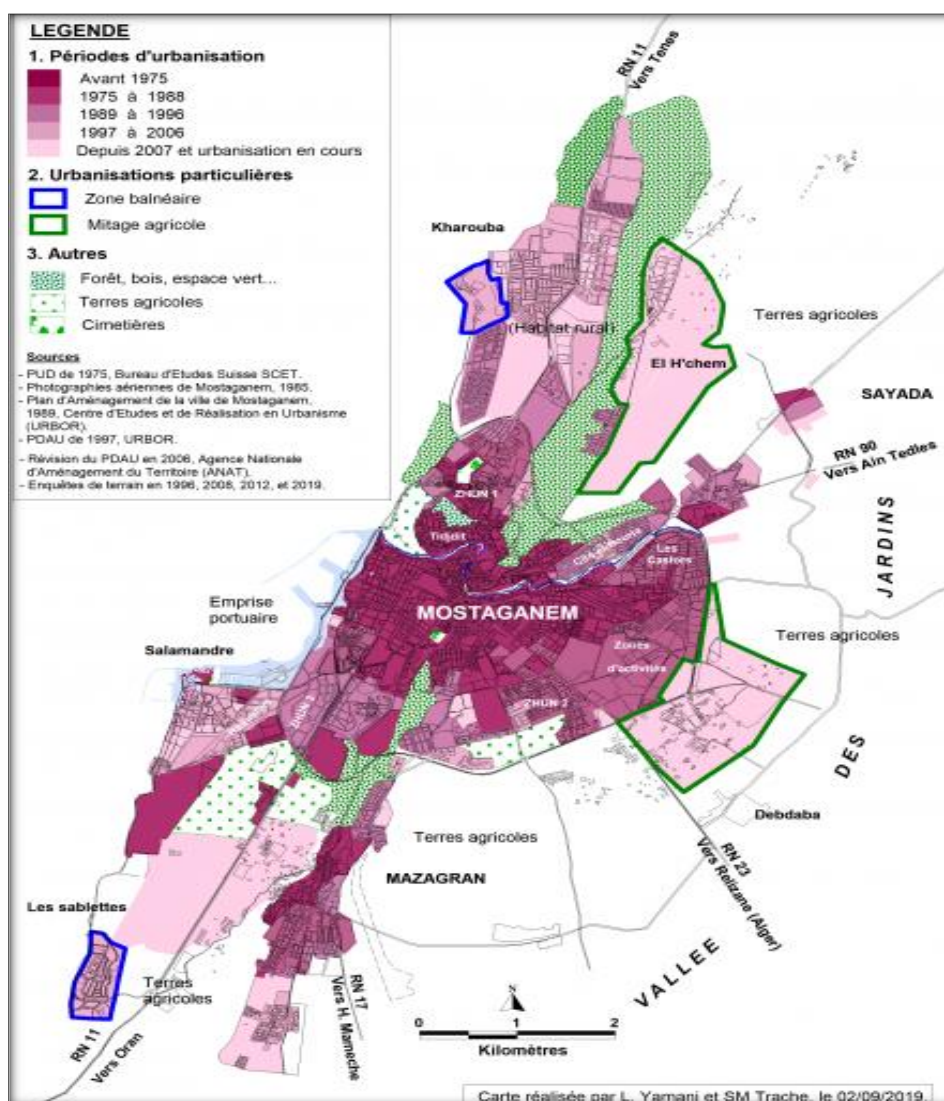 LEGENDE
1. Périodes d'urbanisation
Avant 1975
1975 à 1988
1989 à 1996
1997 à 2006
Depuis 2007 et urbanisation en cours
2. Urbanisations particulières
Zone balnéaire
Mitage agricole
3. Autres
Forêt, bois, espace vert...
Terres agricoles
Cimetières
Sources
- PUD de 1975, Bureau d'Etudes Suisse SCET.
- Photographies aériennes de Mostaganem, 1985.
- Plan d'Aménagement de la ville de Mostaganem,
1989, Centre d'Etudes et de Réalisation en Urbanisme
(URBOR).
- PDAU de 1997, URBOR.
- Révision du PDAU en 2006, Agence Nationale
d'Aménagement du Territoire (ANAT).
- Enquêtes de terrain en 1996, 2008, 2012, et 2019.
RN 11
Vers Tenes
Kharouba
(Habitat rural)
Terres agricoles
El H'chem
SAYADA
RN 90
Vers Ain Tedles
ZHUN 1
Tidjdit
Les Castors
JARDINS
Emprise
portuaire
MOSTAGANEM
Terres agricoles
Salamandre
Zones
d'activités
ZHUN 2
DES
Debdaba
Terres agricoles
MAZAGRAN
RN 23
Vers Relizane (Alger)
Les sablettes
VALLEE
Terres
agricoles
RN 17
Vers H. Mameche
RN 11
Vers Oran
N
0 1 2
Kilomètres
Carte réalisée par L. Yamani et SM Trache, le 02/09/2019.